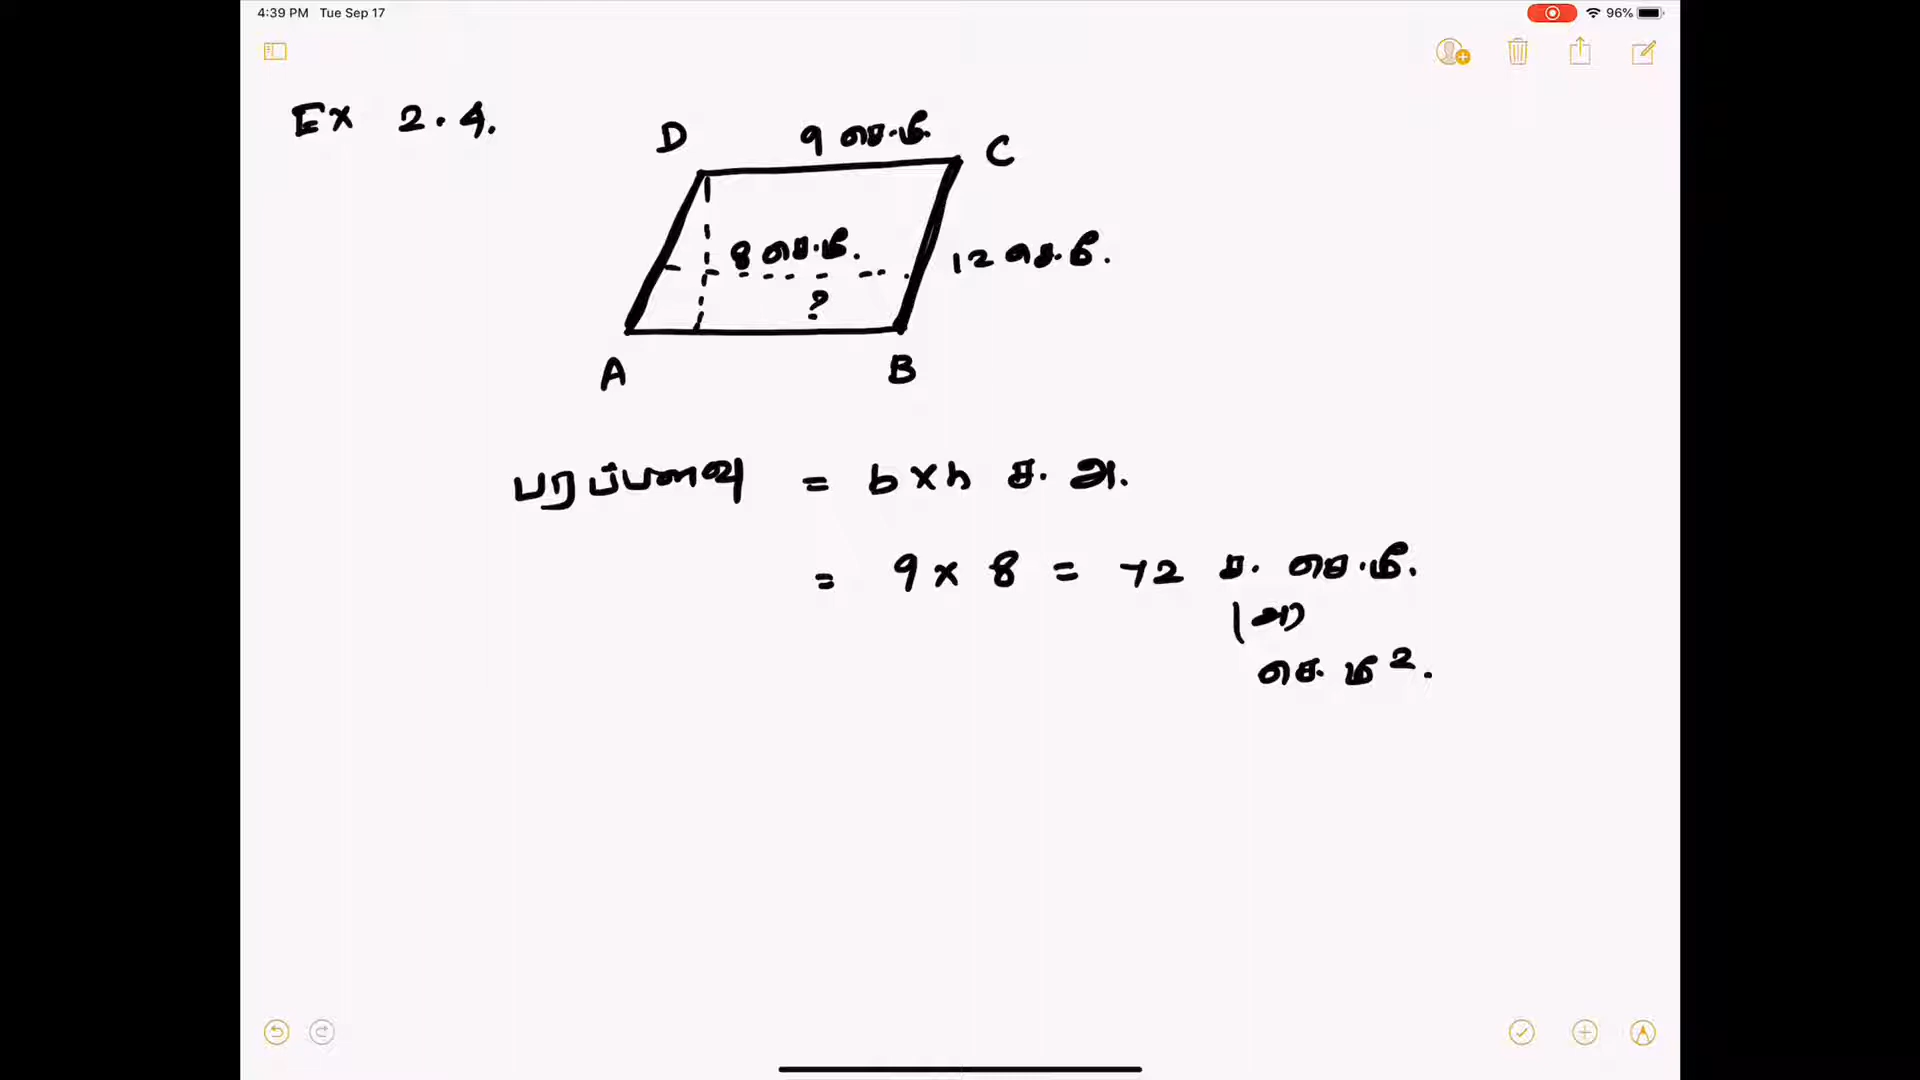 4:39 PM Tue Sep 17
96%
Ex 2.4.
D 9 செ.மீ. C
8 செ.மீ. 12 செ.மீ.
?
A B
பரப்பளவு = b x h ச. அ.
= 9 x 8 = 72 ச. செ.மீ.
(அ)
செ. மீ 2.